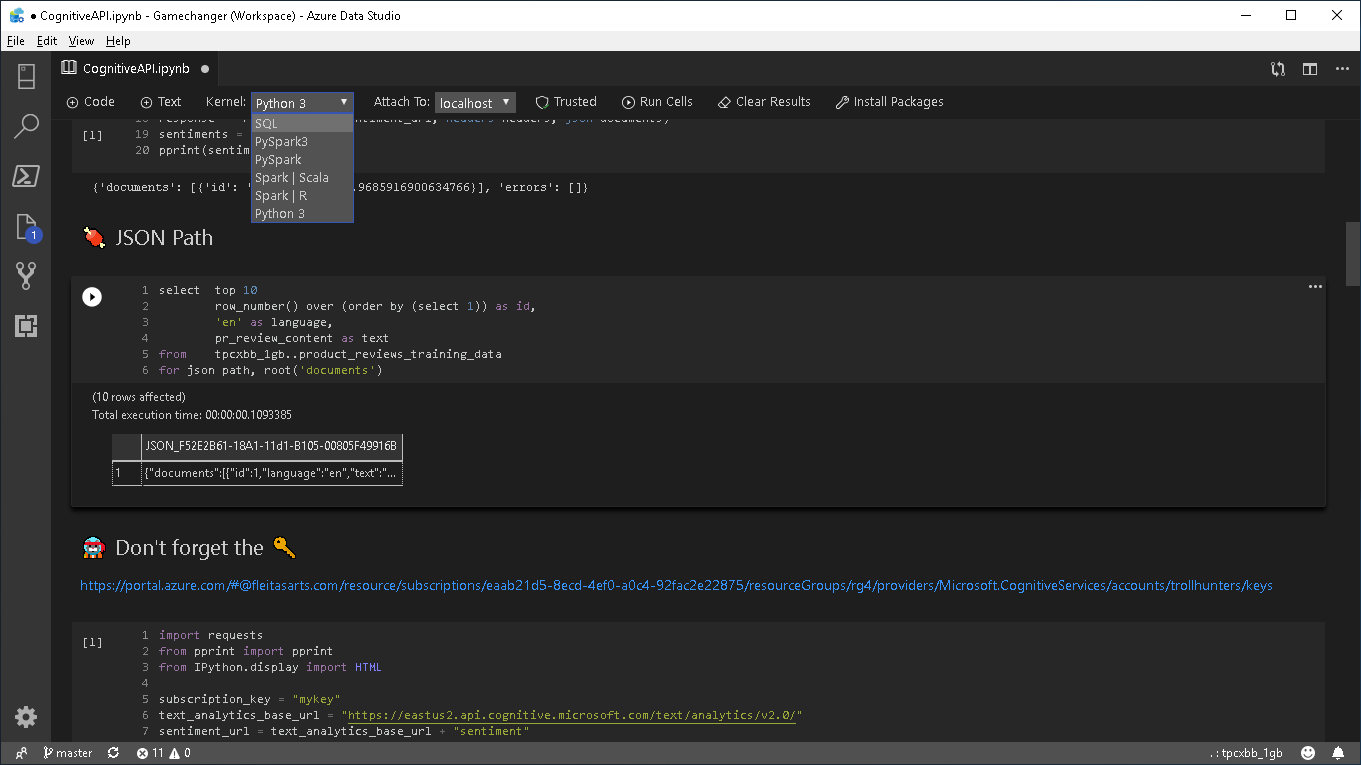 ● CognitiveAPI.ipynb - Gamechanger (Workspace) - Azure Data Studio
File Edit View Help
CognitiveAPI.ipynb ●
Code Text Kernel: Python 3 Attach To: localhost Trusted Run Cells Clear Results Install Packages
SQL
PySpark3
PySpark
Spark | Scala
Spark | R
Python 3
[1]
19 sentiments =
20 pprint(senti
{'documents': [{'id': ' .9685916900634766}], 'errors': []}
JSON Path
1 select top 10
2 row_number() over (order by (select 1)) as id,
3 'en' as language,
4 pr_review_content as text
5 from tpcxbb_1gb..product_reviews_training_data
6 for json path, root('documents')
(10 rows affected)
Total execution time: 00:00:00.1093385
JSON_F52E2B61-18A1-11d1-B105-00805F49916B
1 {"documents":[{"id":1,"language":"en","text":"...
Don't forget the
https://portal.azure.com/#@fleitasarts.com/resource/subscriptions/eaab21d5-8ecd-4ef0-a0c4-92fac2e22875/resourceGroups/rg4/providers/Microsoft.CognitiveServices/accounts/trollhunters/keys
[1]
1 import requests
2 from pprint import pprint
3 from IPython.display import HTML
4
5 subscription_key = "mykey"
6 text_analytics_base_url = "https://eastus2.api.cognitive.microsoft.com/text/analytics/v2.0/"
7 sentiment_url = text_analytics_base_url + "sentiment"
1
master 11 0 . : tpcxbb_1gb